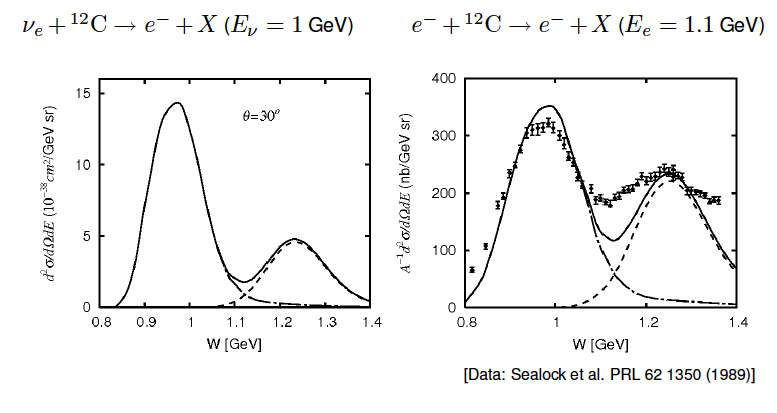 νₑ + ¹²C → e⁻ + X (E_ν = 1 GeV)
e⁻ + ¹²C → e⁻ + X (Eₑ = 1.1 GeV)
d²σ/dΩdE (10⁻³⁸cm²/GeV sr)
15
10
5
0
θ=30°
0.8 0.9 1 1.1 1.2 1.3 1.4
W [GeV]
A⁻¹d²σ/dΩdE (nb/GeV sr)
400
300
200
100
0
0.8 1 1.2 1.4
W [GeV]
[Data: Sealock et al. PRL 62 1350 (1989)]